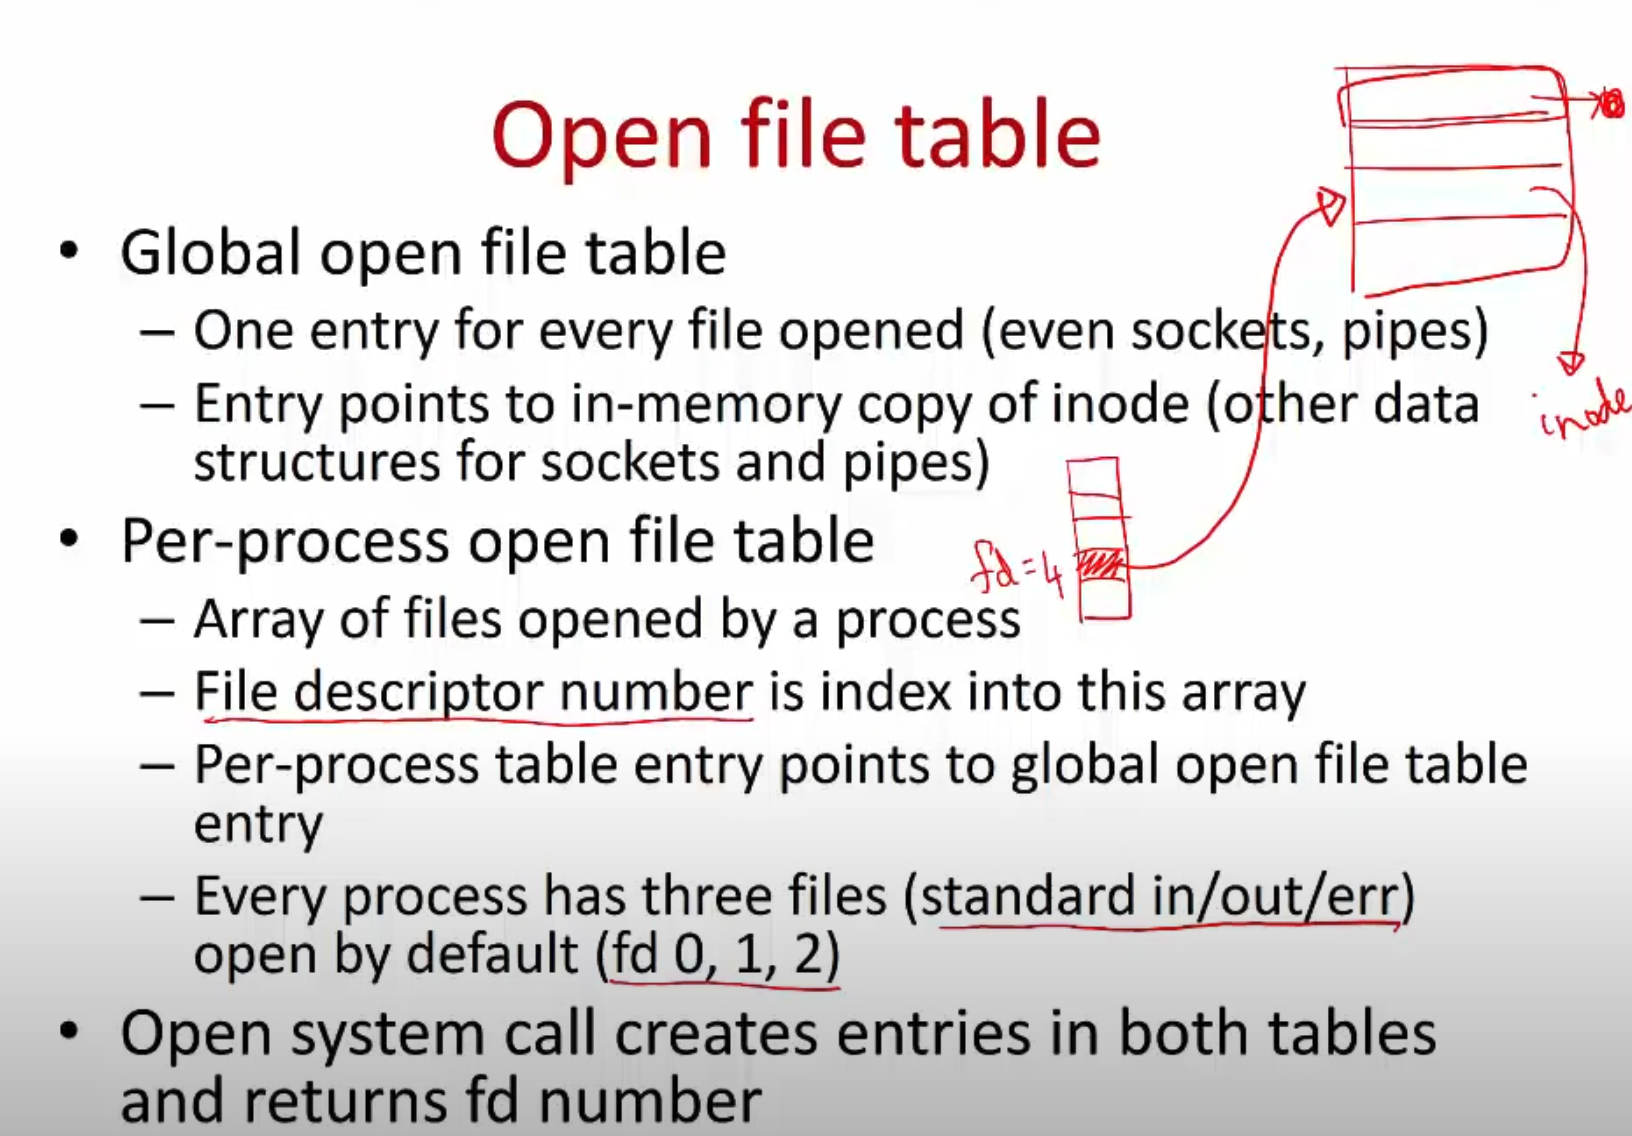 Open file table
• Global open file table
– One entry for every file opened (even sockets, pipes)
– Entry points to in-memory copy of inode (other data
structures for sockets and pipes)
inode
• Per-process open file table
fd=4
– Array of files opened by a process
– File descriptor number is index into this array
– Per-process table entry points to global open file table
entry
– Every process has three files (standard in/out/err)
open by default (fd 0, 1, 2)
• Open system call creates entries in both tables
and returns fd number